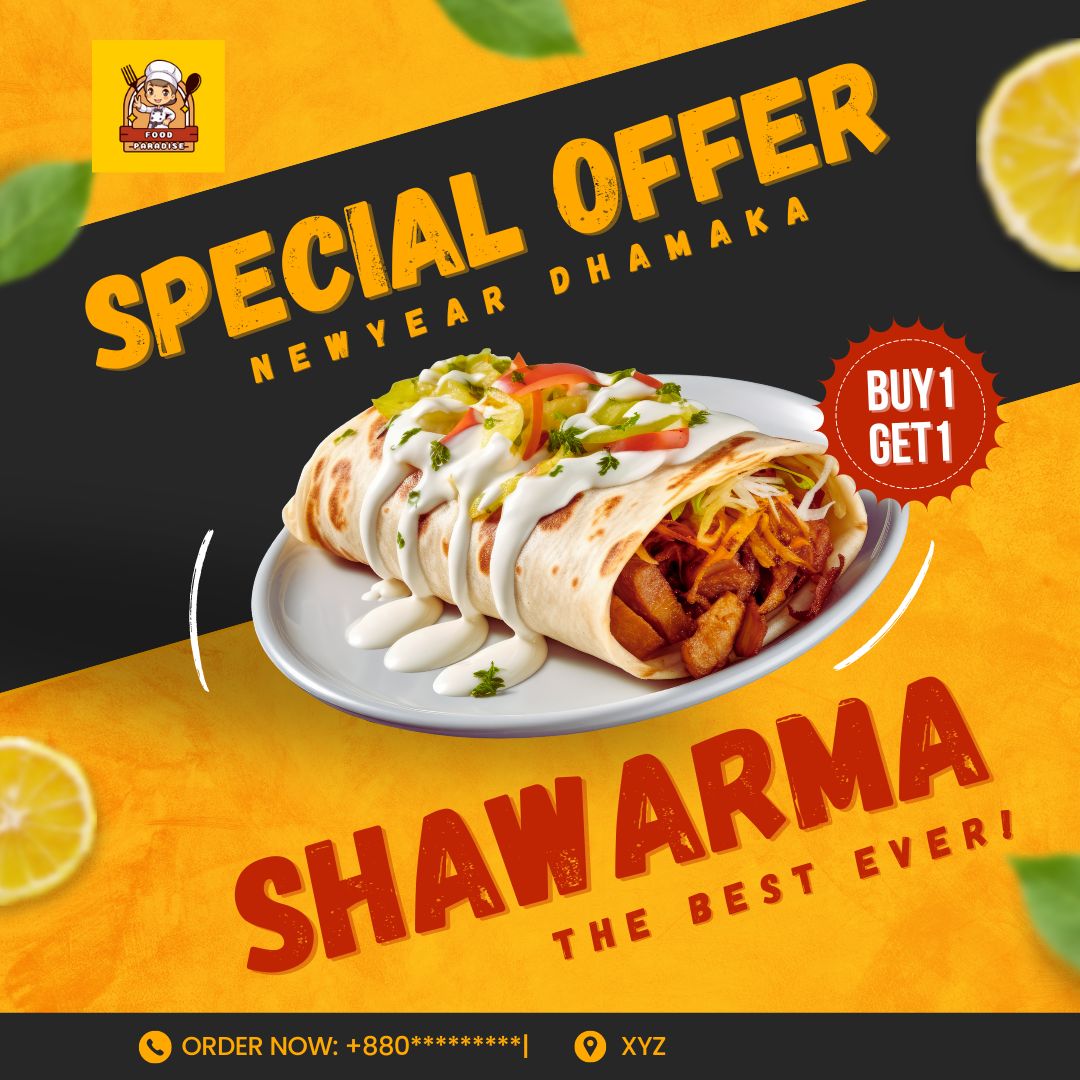 FOOD
PARADISE
SPECIAL OFFER
NEWYEAR DHAMAKA
BUY 1
GET 1
SHAWARMA
THE BEST EVER!
ORDER NOW: +880*********|
XYZ